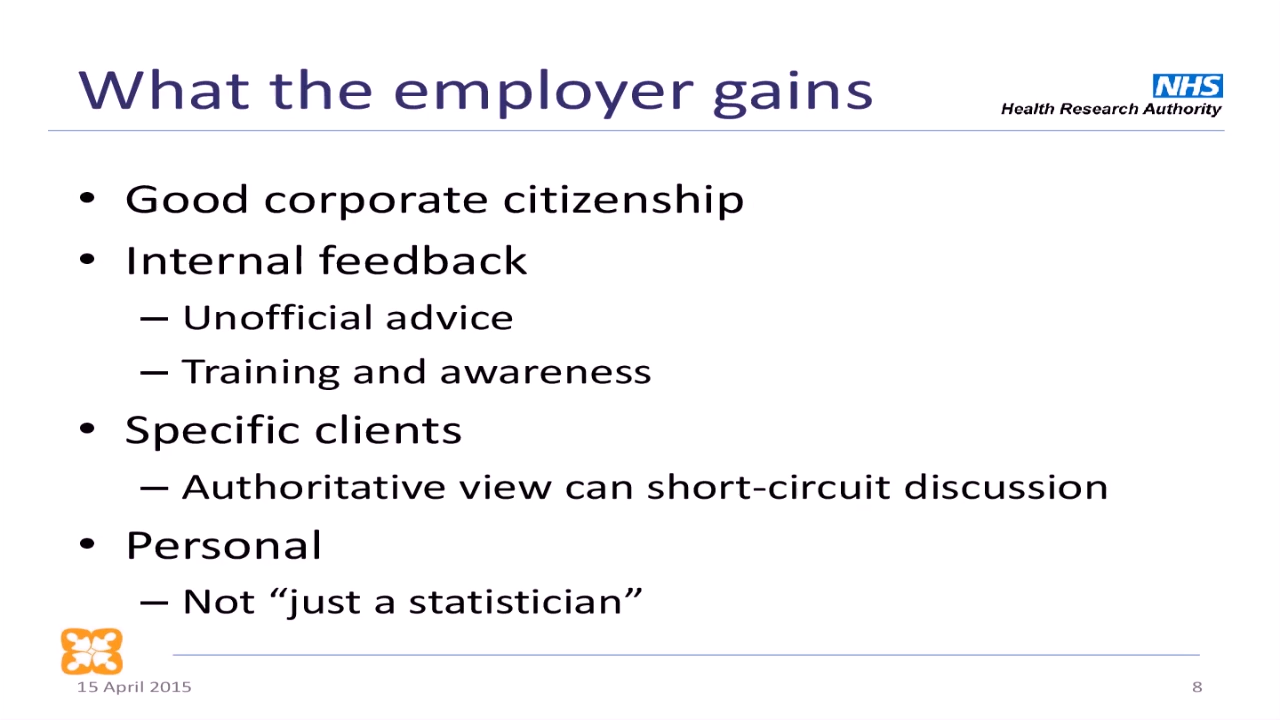 What the employer gains
NHS
Health Research Authority
• Good corporate citizenship
• Internal feedback
– Unofficial advice
– Training and awareness
• Specific clients
– Authoritative view can short-circuit discussion
• Personal
– Not “just a statistician”
15 April 2015
8